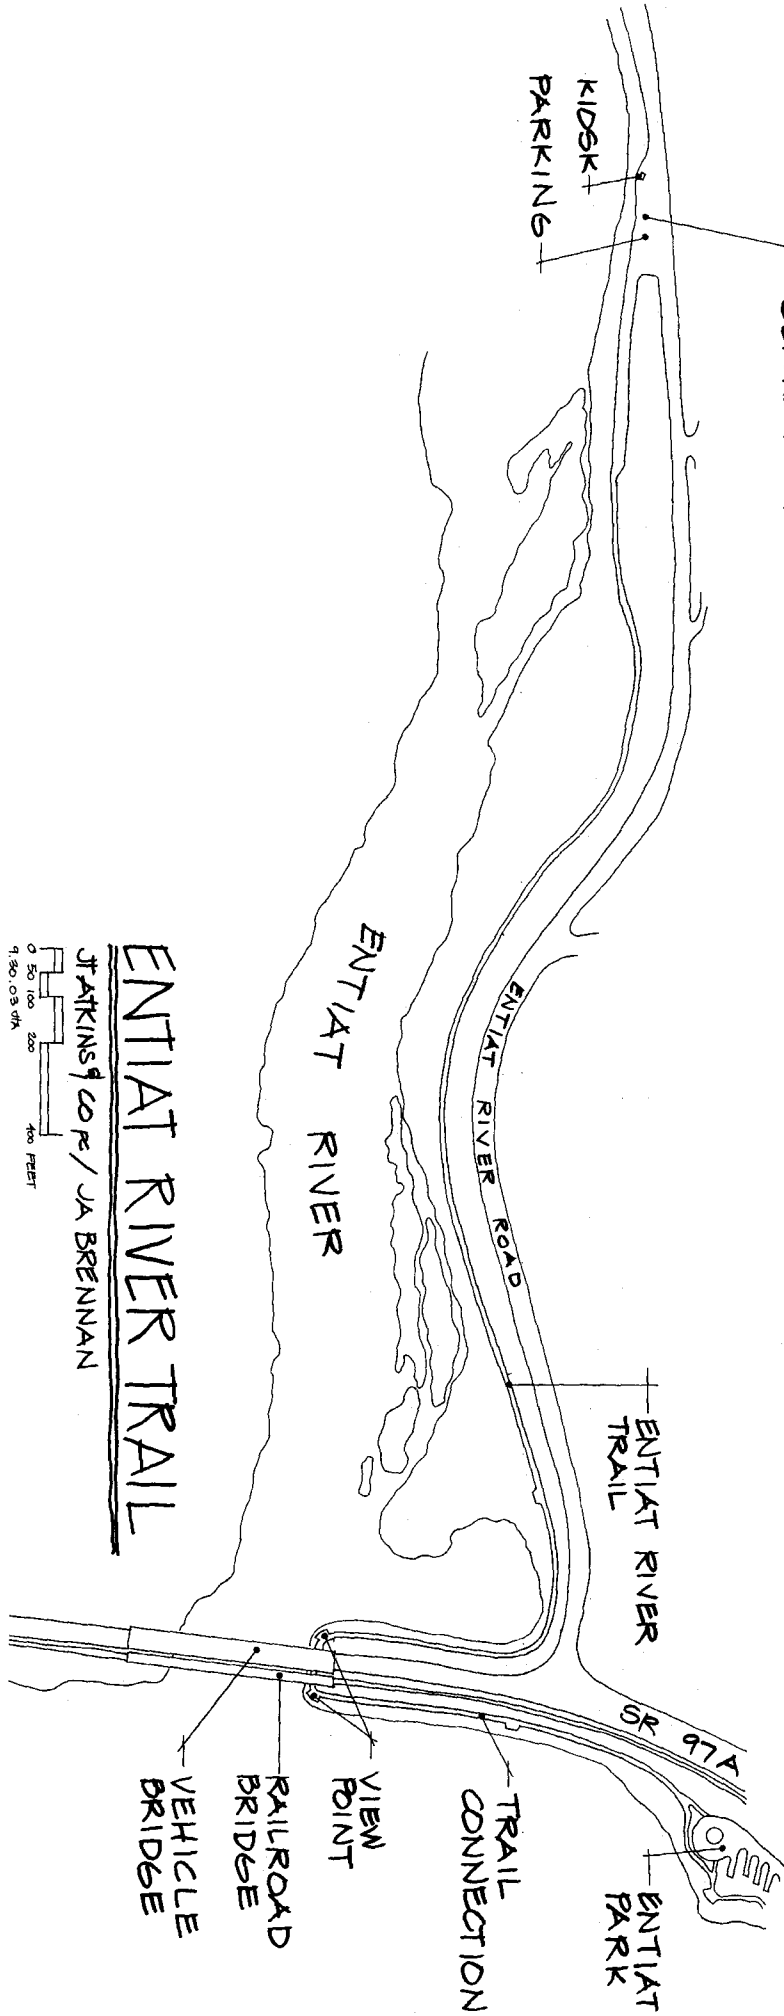 KIOSK
PARKING
ENTIAT RIVER ROAD
ENTIAT RIVER
ENTIAT RIVER
TRAIL
SR 97A
ENTIAT
PARK
TRAIL
CONNECTION
VIEW
POINT
RAILROAD
BRIDGE
VEHICLE
BRIDGE
ENTIAT RIVER TRAIL
JT ATKINS & CO PC / JA BRENNAN
0 50 100 200 400 FEET
9.30.03